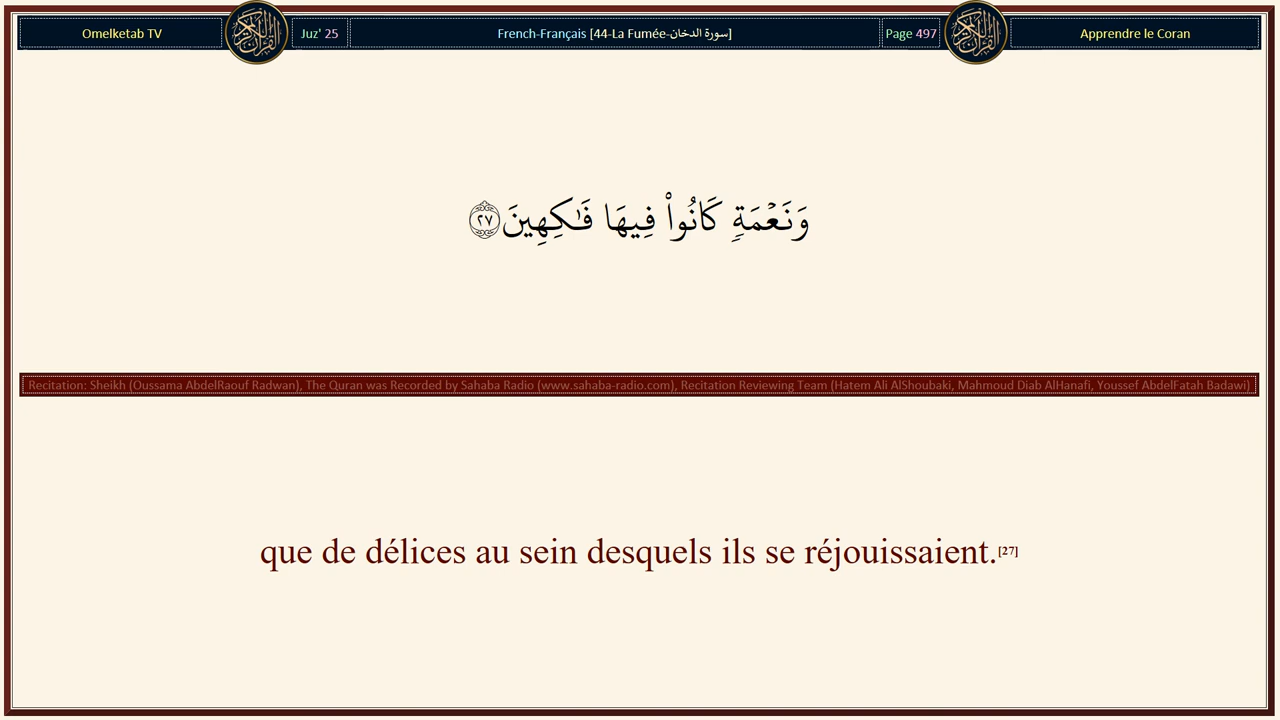 Omelketab TV
Juz' 25
French-Français [44-La Fumée-سورة الدخان]
Page 497
Apprendre le Coran
وَنَعۡمَةٖ كَانُواْ فِيهَا فَٰكِهِينَ ٢٧
Recitation: Sheikh (Oussama AbdelRaouf Radwan), The Quran was Recorded by Sahaba Radio (www.sahaba-radio.com), Recitation Reviewing Team (Hatem Ali AlShoubaki, Mahmoud Diab AlHanafi, Youssef AbdelFatah Badawi)
que de délices au sein desquels ils se réjouissaient.[27]